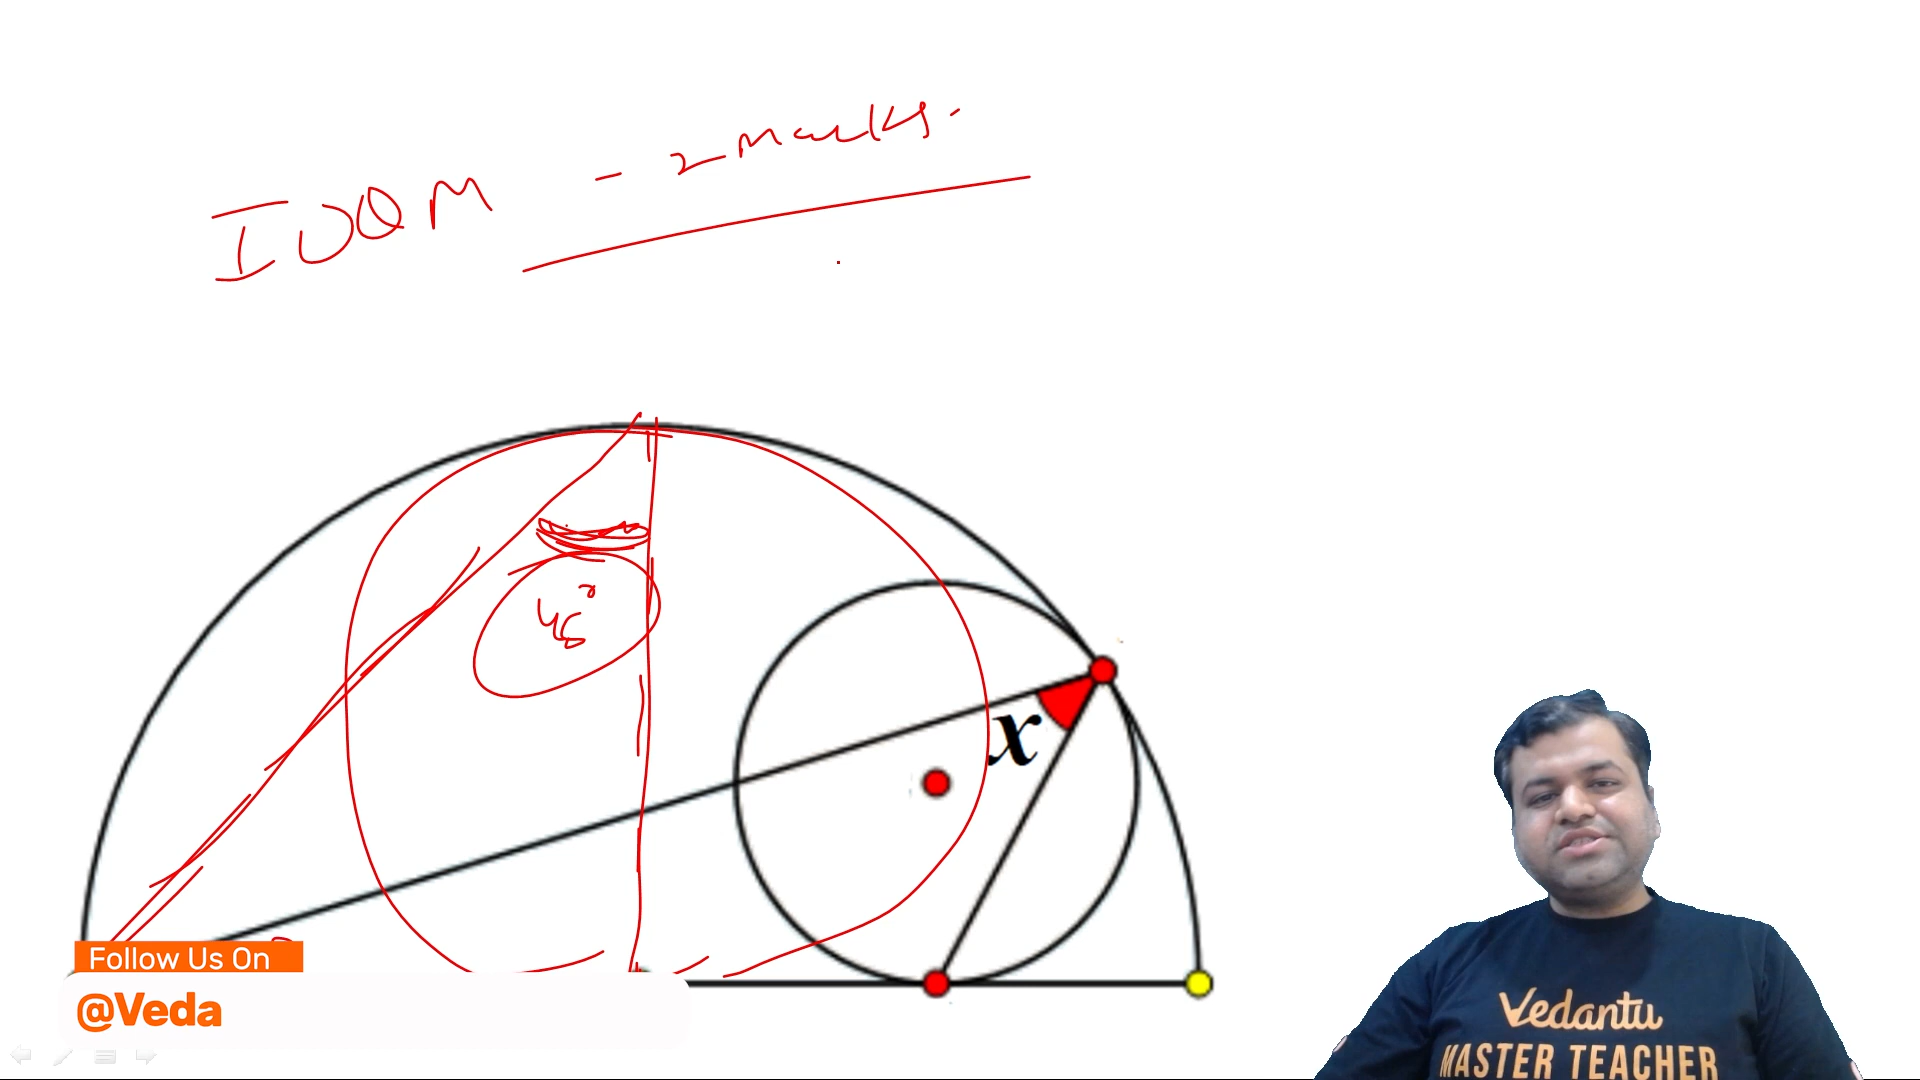 IOQM - 2 Marks.
45°
x
Follow Us On
@Veda
Vedantu
MASTER TEACHER